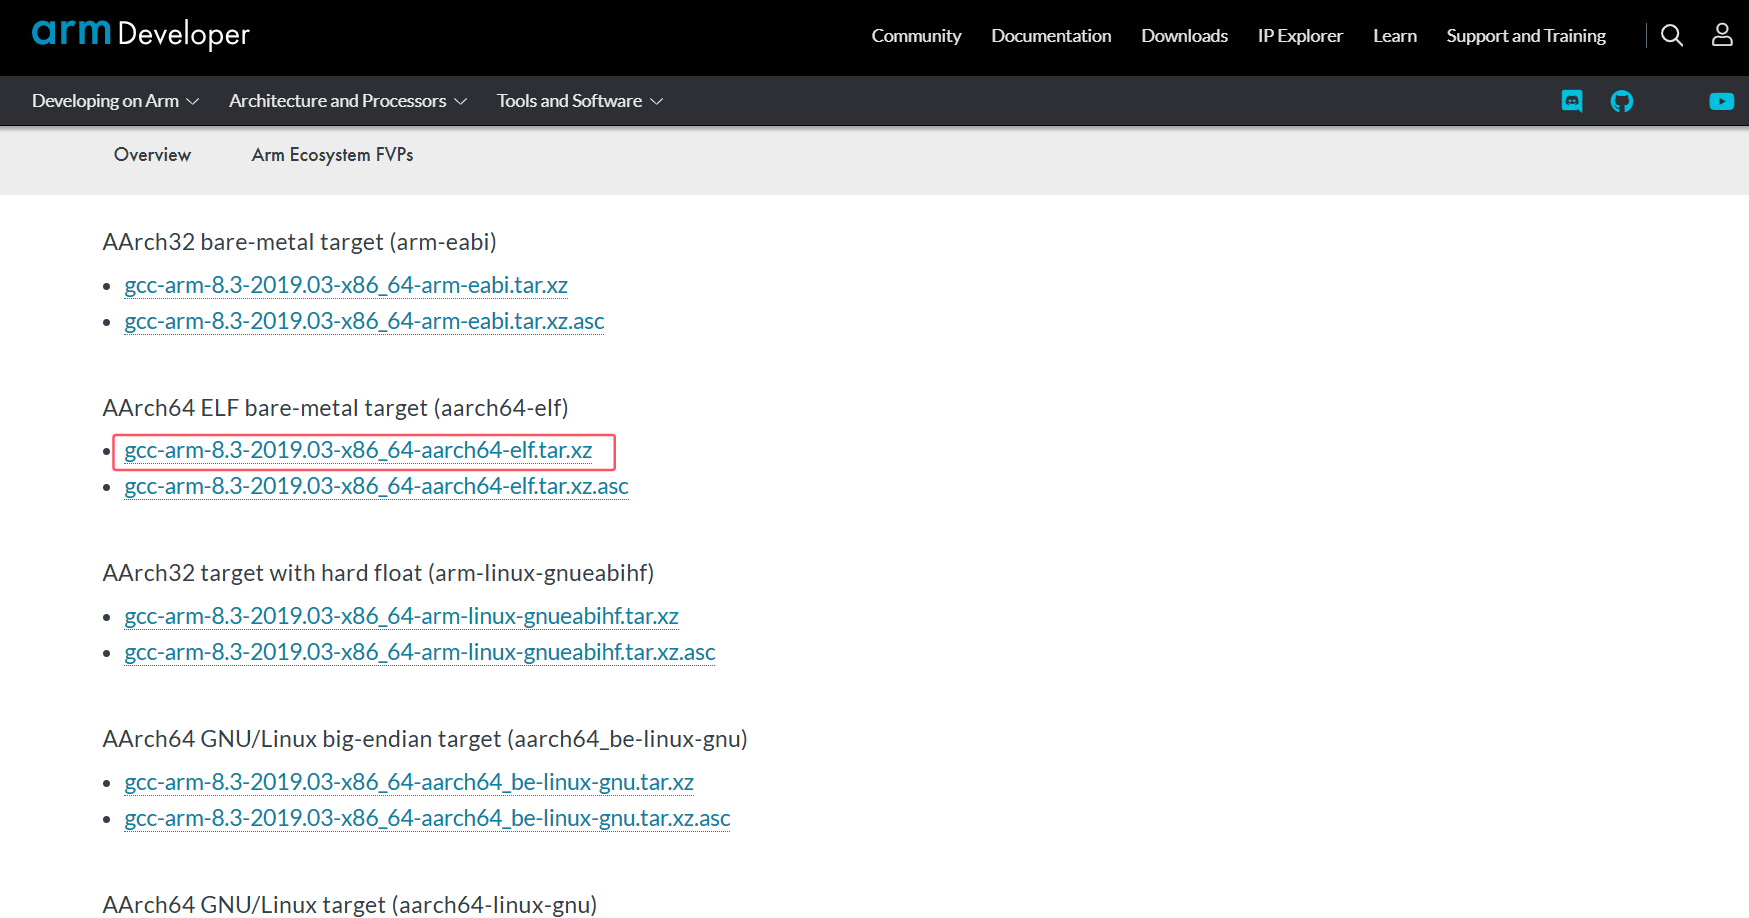 arm Developer
Community Documentation Downloads IP Explorer Learn Support and Training
Developing on Arm Architecture and Processors Tools and Software
Overview Arm Ecosystem FVPs
AArch32 bare-metal target (arm-eabi)
gcc-arm-8.3-2019.03-x86_64-arm-eabi.tar.xz
gcc-arm-8.3-2019.03-x86_64-arm-eabi.tar.xz.asc
AArch64 ELF bare-metal target (aarch64-elf)
gcc-arm-8.3-2019.03-x86_64-aarch64-elf.tar.xz
gcc-arm-8.3-2019.03-x86_64-aarch64-elf.tar.xz.asc
AArch32 target with hard float (arm-linux-gnueabihf)
gcc-arm-8.3-2019.03-x86_64-arm-linux-gnueabihf.tar.xz
gcc-arm-8.3-2019.03-x86_64-arm-linux-gnueabihf.tar.xz.asc
AArch64 GNU/Linux big-endian target (aarch64_be-linux-gnu)
gcc-arm-8.3-2019.03-x86_64-aarch64_be-linux-gnu.tar.xz
gcc-arm-8.3-2019.03-x86_64-aarch64_be-linux-gnu.tar.xz.asc
AArch64 GNU/Linux target (aarch64-linux-gnu)